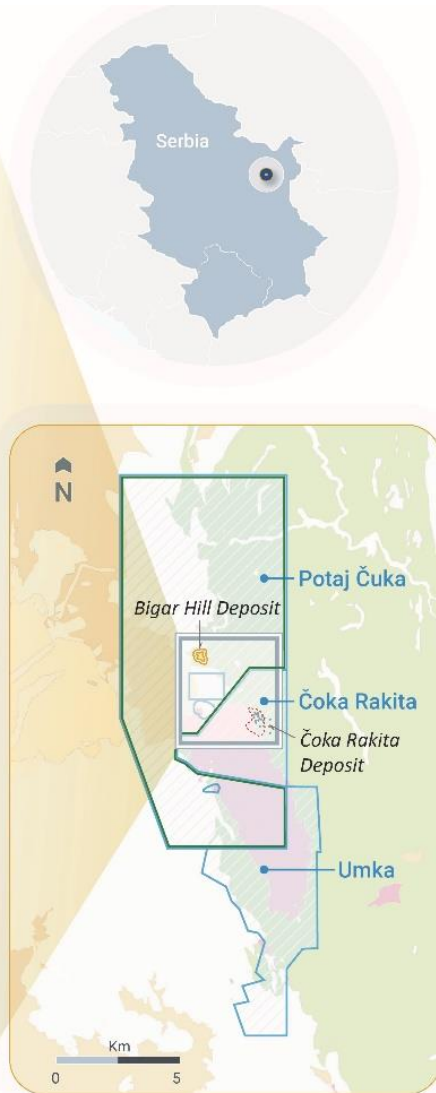 Serbia
N
Potaj Čuka
Bigar Hill Deposit
Čoka Rakita
Čoka Rakita
Deposit
Umka
Km
0 5